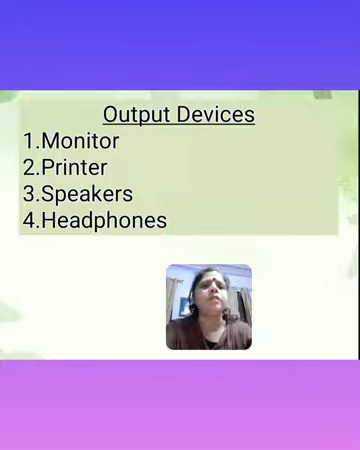 Output Devices
1.Monitor
2.Printer
3.Speakers
4.Headphones